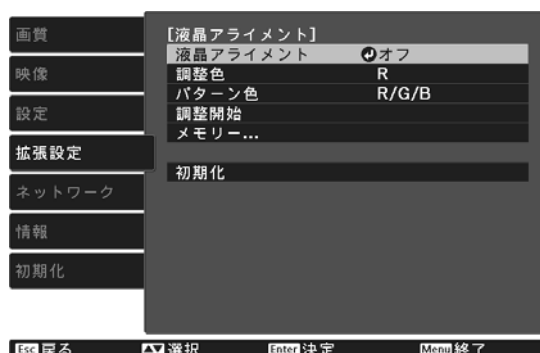 画質
映像
設定
拡張設定
ネットワーク
情報
初期化
[液晶アライメント]
液晶アライメント オフ
調整色 R
パターン色 R/G/B
調整開始
メモリー...
初期化
Esc 戻る 選択 Enter 決定 Menu 終了